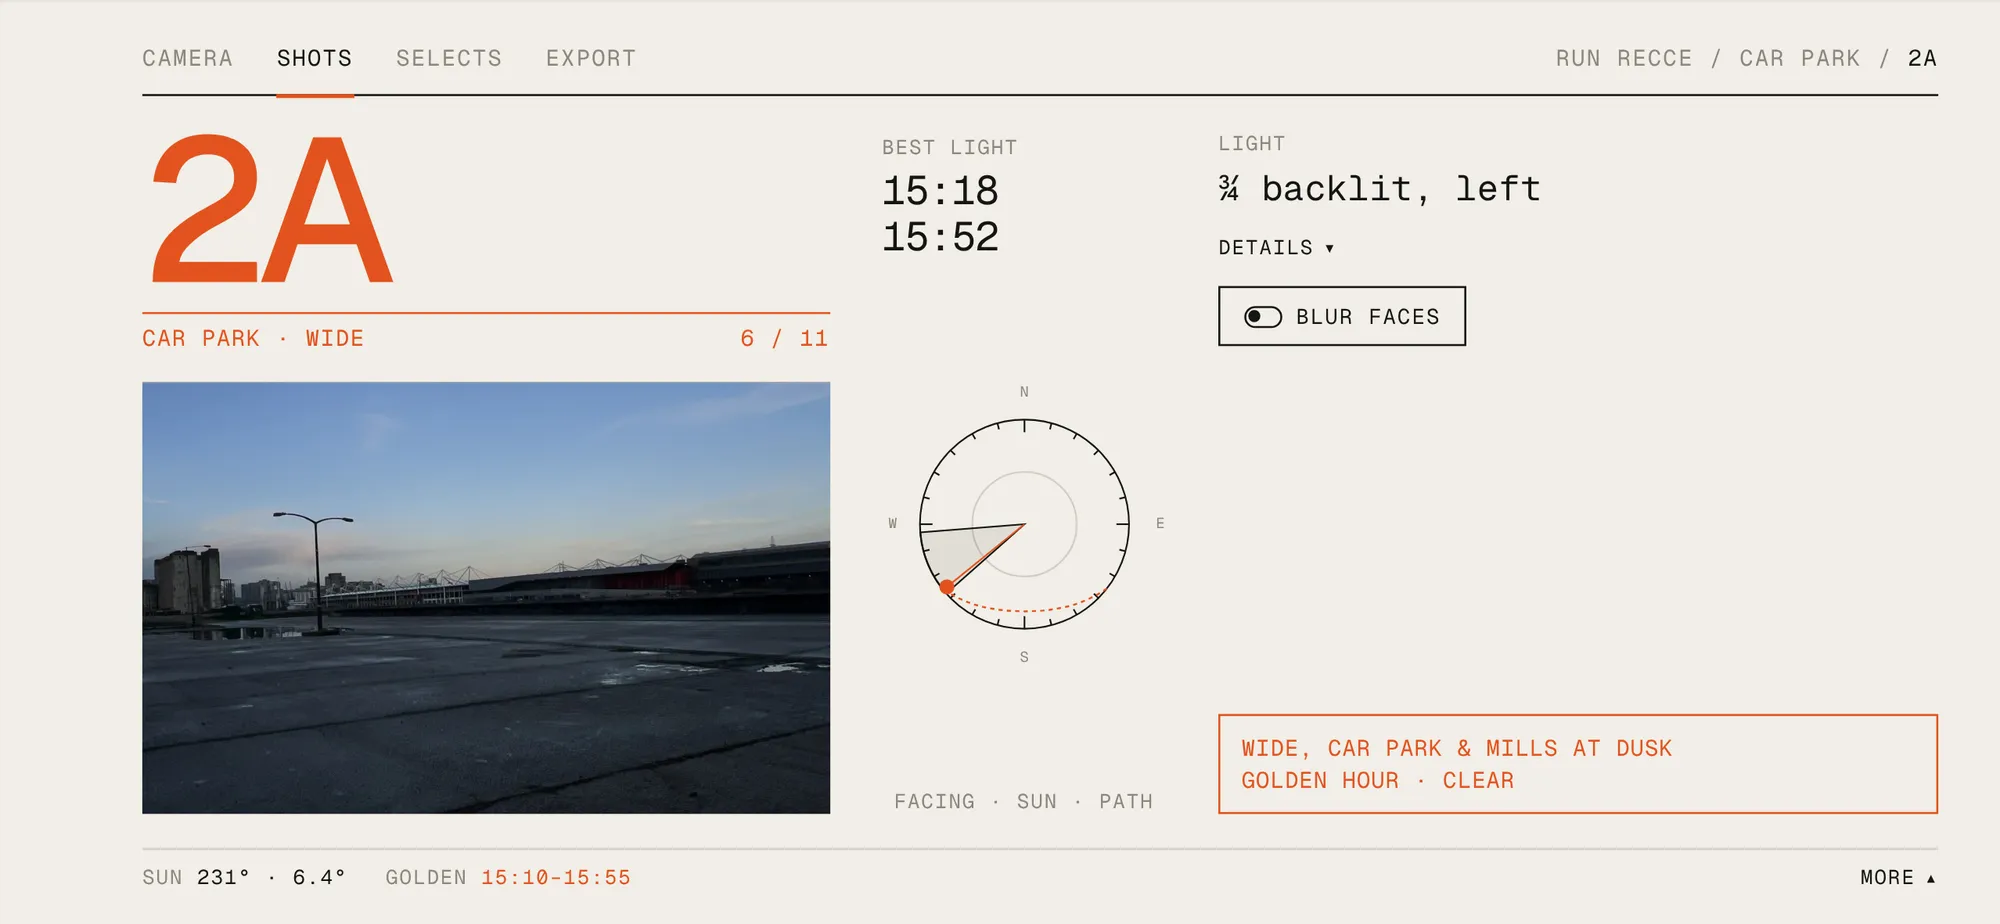 CAMERA SHOTS SELECTS EXPORT
RUN RECCE / CAR PARK / 2A
2A
CAR PARK · WIDE
6 / 11
BEST LIGHT
15:18
15:52
LIGHT
¾ backlit, left
DETAILS ▾
BLUR FACES
N
W
E
S
FACING · SUN · PATH
WIDE, CAR PARK & MILLS AT DUSK
GOLDEN HOUR · CLEAR
SUN 231° · 6.4° GOLDEN 15:10–15:55
MORE ▴